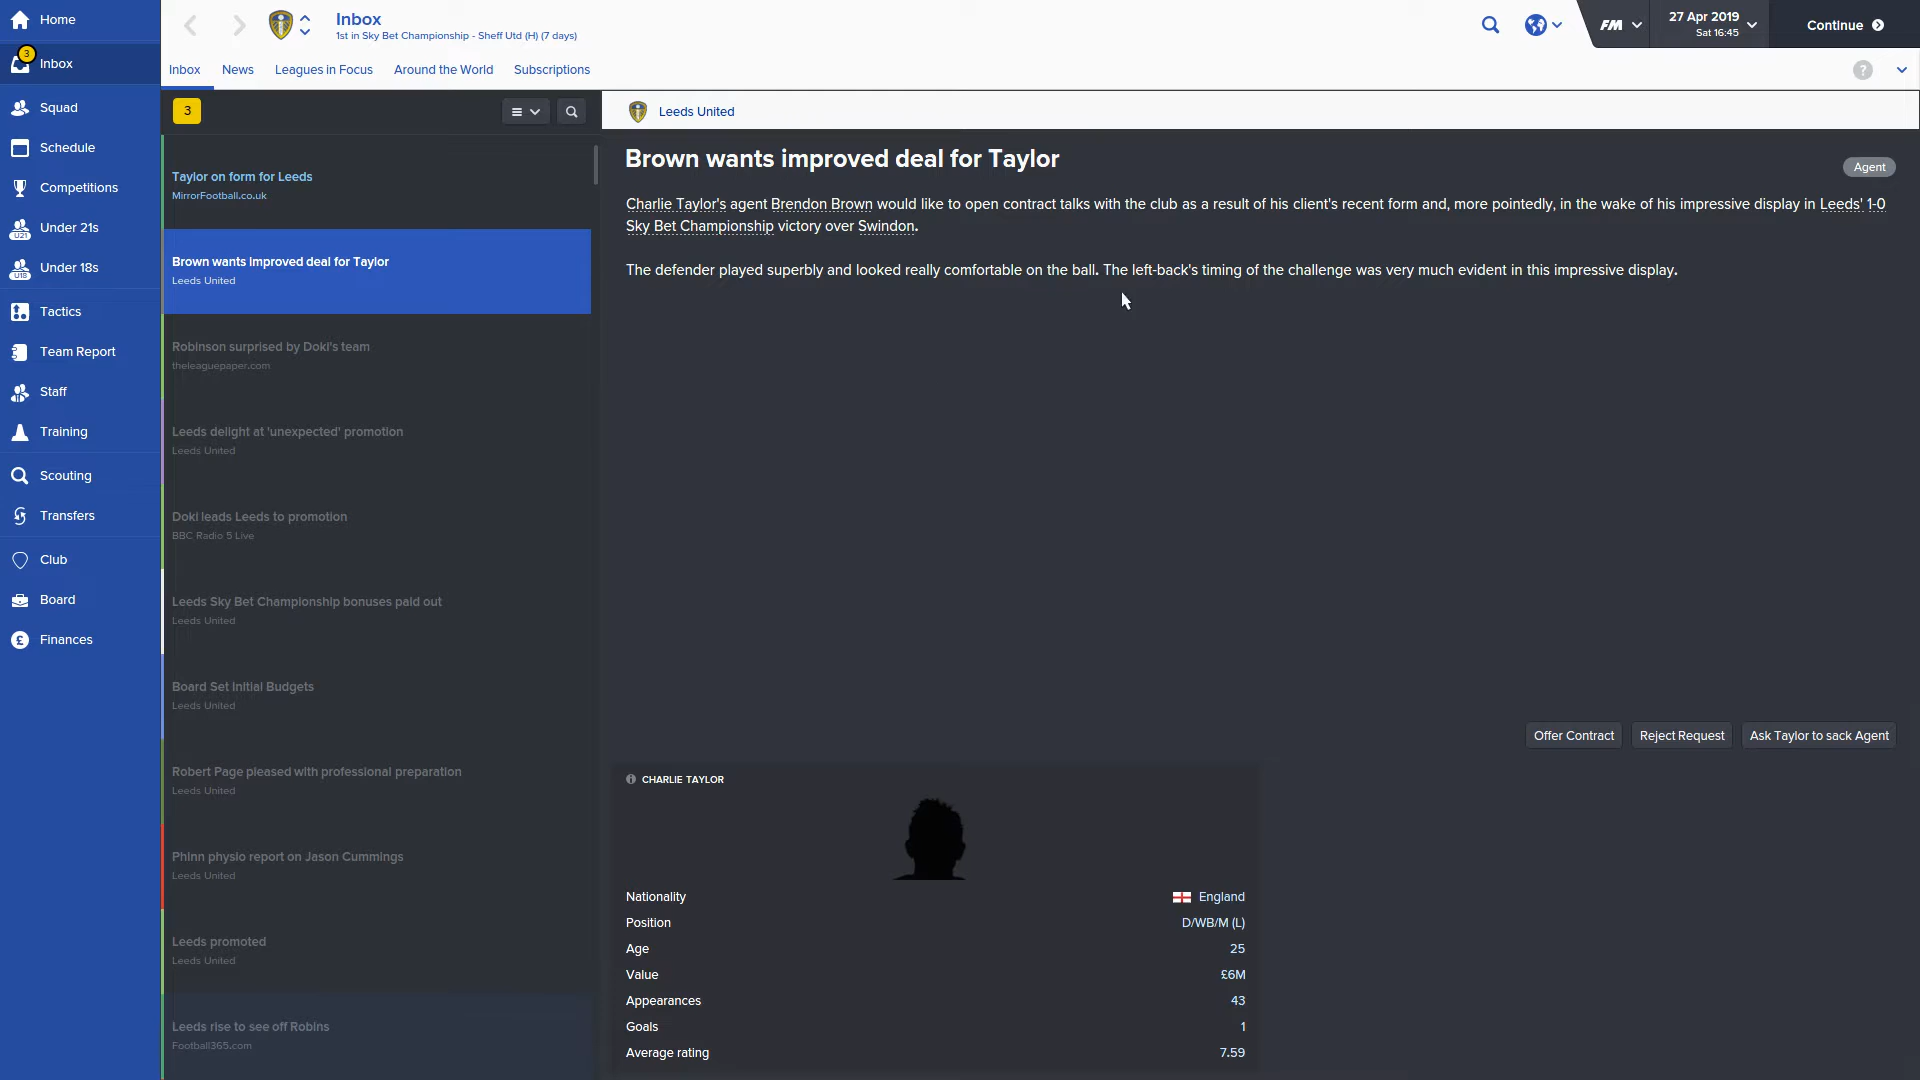 Home
3
Inbox
Squad
Schedule
Competitions
U21
Under 21s
U18
Under 18s
Tactics
Team Report
Staff
Training
Scouting
Transfers
Club
Board
£
Finances
Inbox
1st in Sky Bet Championship - Sheff Utd (H) (7 days)
FM
27 Apr 2019
Sat 16:45
Continue
Inbox News Leagues in Focus Around the World Subscriptions
?
3
Taylor on form for Leeds
MirrorFootball.co.uk
Brown wants improved deal for Taylor
Leeds United
Robinson surprised by Doki's team
theleaguepaper.com
Leeds delight at 'unexpected' promotion
Leeds United
Doki leads Leeds to promotion
BBC Radio 5 Live
Leeds Sky Bet Championship bonuses paid out
Leeds United
Board Set Initial Budgets
Leeds United
Robert Page pleased with professional preparation
Leeds United
Phinn physio report on Jason Cummings
Leeds United
Leeds promoted
Leeds United
Leeds rise to see off Robins
Football365.com
Leeds United
Brown wants improved deal for Taylor
Agent
Charlie Taylor's agent Brendon Brown would like to open contract talks with the club as a result of his client's recent form and, more pointedly, in the wake of his impressive display in Leeds' 1-0
Sky Bet Championship victory over Swindon.
The defender played superbly and looked really comfortable on the ball. The left-back's timing of the challenge was very much evident in this impressive display.
Offer Contract Reject Request Ask Taylor to sack Agent
CHARLIE TAYLOR
Nationality England
Position D/WB/M (L)
Age 25
Value £6M
Appearances 43
Goals 1
Average rating 7.59